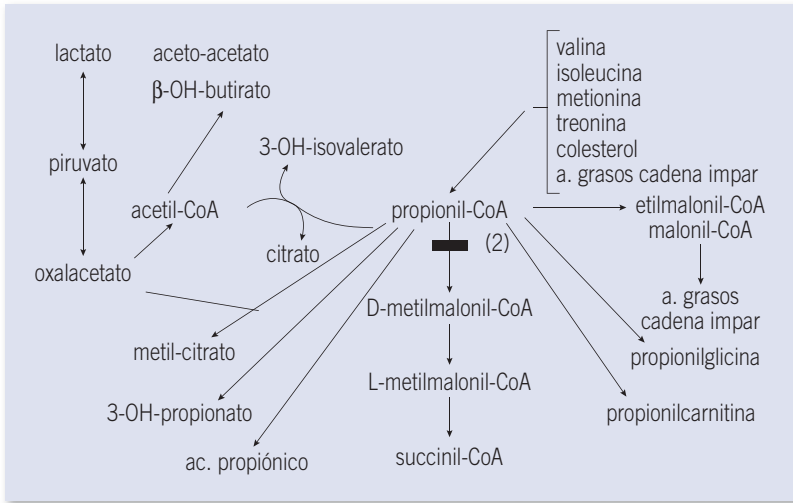 lactato
aceto-acetato
β-OH-butirato
valina
isoleucina
metionina
treonina
colesterol
a. grasos cadena impar
3-OH-isovalerato
piruvato
acetil-CoA
propionil-CoA
etilmalonil-CoA
malonil-CoA
citrato
(2)
oxalacetato
D-metilmalonil-CoA
a. grasos
cadena impar
metil-citrato
propionilglicina
L-metilmalonil-CoA
3-OH-propionato
propionilcarnitina
ac. propiónico
succinil-CoA